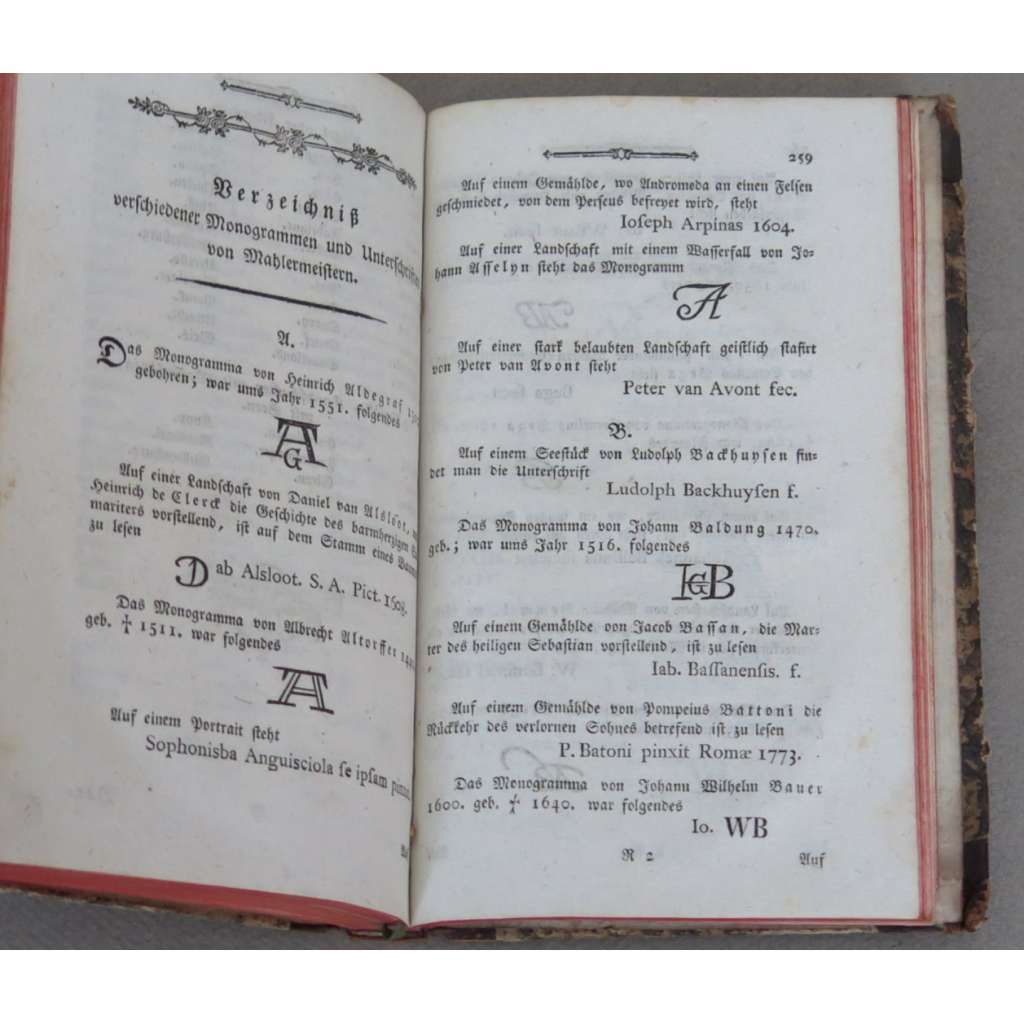 Verzeichniß
verschiedener Monogrammen und Unterschriften
von Mahlermeistern.
A.
Das Monogramma von Heinrich Aldegraf
gebohren; war ums Jahr 1551. folgendes
AG
Auf einer Landschaft von Daniel van Alsloot,
Heinrich de Clerck die Geschichte des barmherzigen
mariters vorstellend, ist auf dem Stamm eines
zu lesen
Dab Alsloot. S. A. Pict. 1608.
Das Monogramma von Albrecht Altorffer
geb. † 1511. war folgendes
AA
Auf einem Portrait steht
Sophonisba Anguisciola ſe ipſam
259
Auf einem Gemählde, wo Andromeda an einen Felsen
geschmiedet, von dem Perseus befreyet wird, steht
Ioſeph Arpinas 1604.
Auf einer Landschaft mit einem Wasserfall von Jo-
hann Asselyn steht das Monogramm
A
Auf einer stark belaubten Landschaft geistlich stafirt
von Peter van Avont steht
Peter van Avont fec.
B.
Auf einem Seestück von Ludolph Backhuysen fin-
det man die Unterschrift
Ludolph Backhuyſen f.
Das Monogramma von Johann Baldung 1470.
geb.; war ums Jahr 1516. folgendes
HGB
Auf einem Gemählde von Jacob Bassan, die Mar-
ter des heiligen Sebastian vorstellend, ist zu lesen
Iab. Baſſanenſis. f.
Auf einem Gemählde von Pompeius Battoni die
Rückkehr des verlornen Sohnes betrefend ist zu lesen
P. Batoni pinxit Romæ 1773.
Das Monogramma von Johann Wilhelm Bauer
1600. geb. † 1640. war folgendes
Io. WB
R 2
Auf